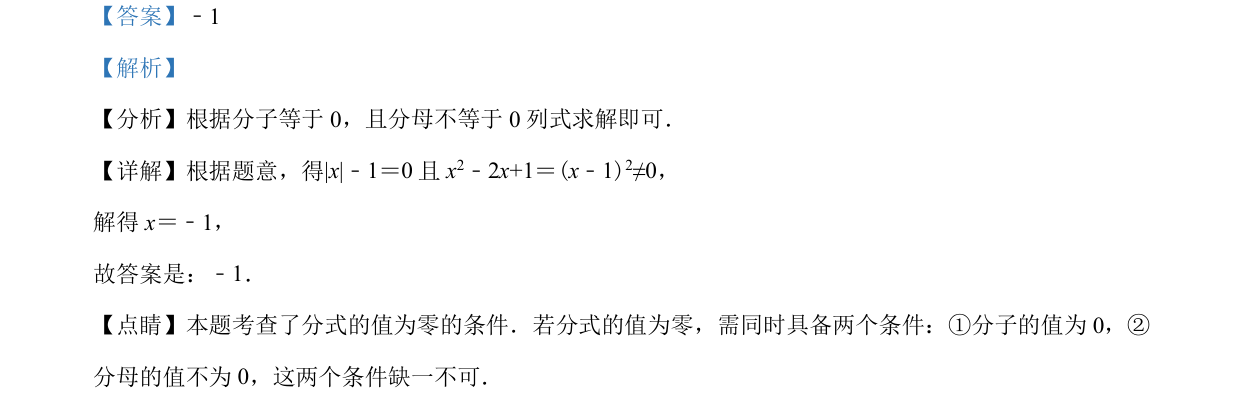 【答案】﹣1
【解析】
【分析】根据分子等于 0，且分母不等于 0 列式求解即可．
【详解】根据题意，得|x|﹣1＝0 且 x²﹣2x+1＝(x﹣1)²≠0，
解得 x＝﹣1，
故答案是：﹣1．
【点睛】本题考查了分式的值为零的条件．若分式的值为零，需同时具备两个条件：①分子的值为 0，②
分母的值不为 0，这两个条件缺一不可．